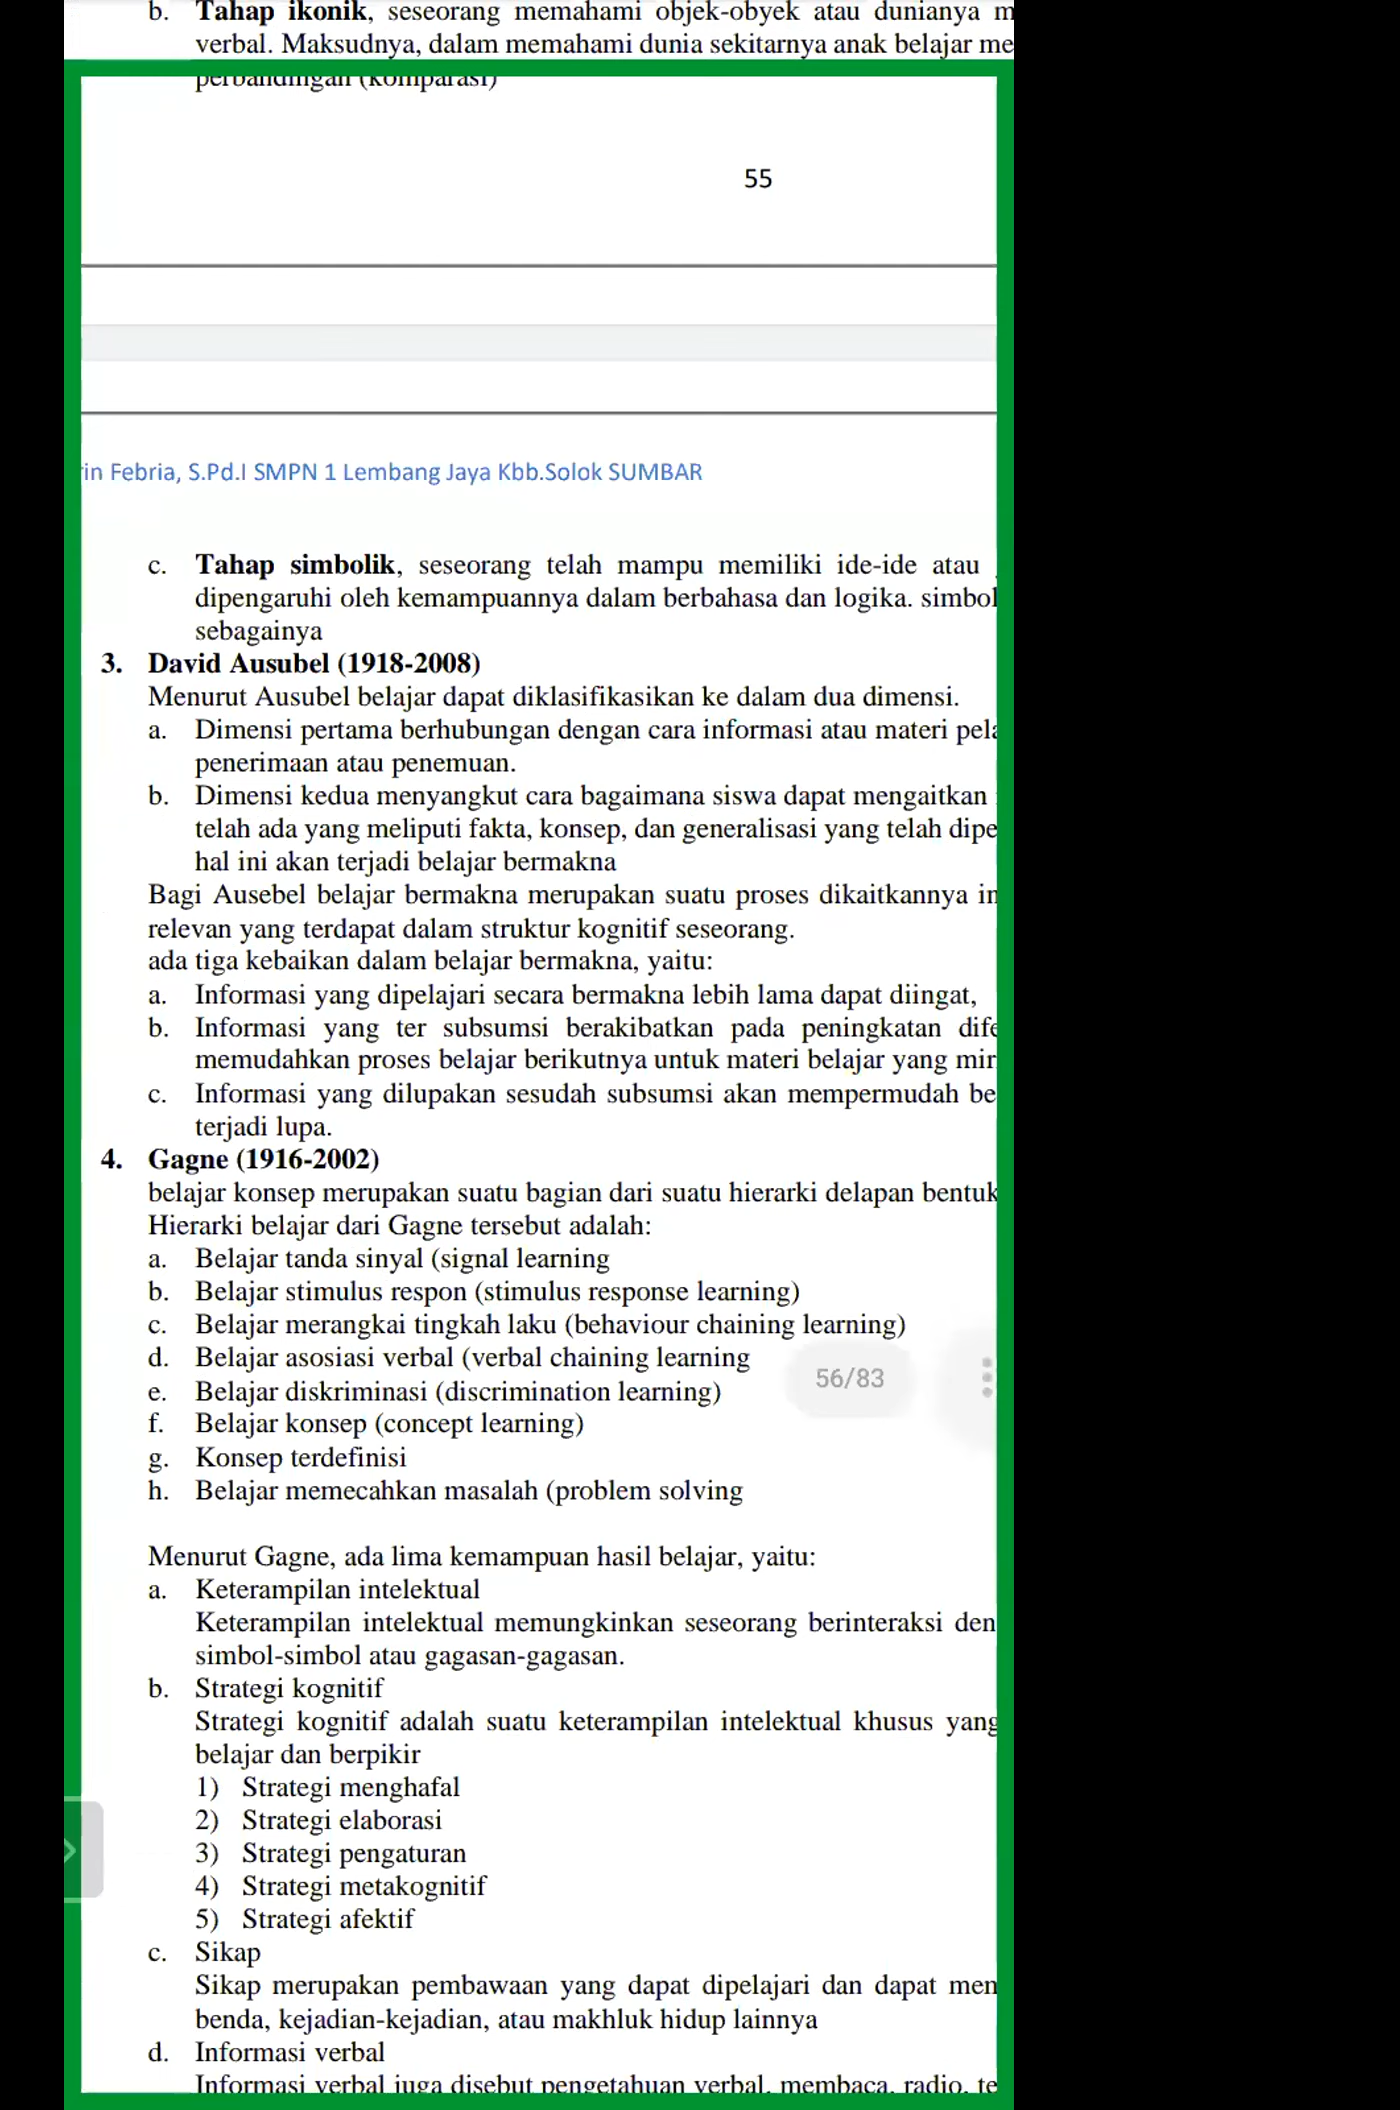 b. Tahap ikonik, seseorang memahami objek-obyek atau dunianya
verbal. Maksudnya, dalam memahami dunia sekitarnya anak belajar
perbandingan (komparasi)
55
Febria, S.Pd.I SMPN 1 Lembang Jaya Kbb.Solok SUMBAR
c. Tahap simbolik, seseorang telah mampu memiliki ide-ide atau
dipengaruhi oleh kemampuannya dalam berbahasa dan logika. simbol
sebagainya
3. David Ausubel (1918-2008)
Menurut Ausubel belajar dapat diklasifikasikan ke dalam dua dimensi.
a. Dimensi pertama berhubungan dengan cara informasi atau materi
penerimaan atau penemuan.
b. Dimensi kedua menyangkut cara bagaimana siswa dapat mengaitkan
telah ada yang meliputi fakta, konsep, dan generalisasi yang telah
hal ini akan terjadi belajar bermakna
Bagi Ausebel belajar bermakna merupakan suatu proses dikaitkannya
relevan yang terdapat dalam struktur kognitif seseorang.
ada tiga kebaikan dalam belajar bermakna, yaitu:
a. Informasi yang dipelajari secara bermakna lebih lama dapat diingat,
b. Informasi yang ter subsumsi berakibatkan pada peningkatan
memudahkan proses belajar berikutnya untuk materi belajar yang
c. Informasi yang dilupakan sesudah subsumsi akan mempermudah
terjadi lupa.
4. Gagne (1916-2002)
belajar konsep merupakan suatu bagian dari suatu hierarki delapan bentuk
Hierarki belajar dari Gagne tersebut adalah:
a. Belajar tanda sinyal (signal learning
b. Belajar stimulus respon (stimulus response learning)
c. Belajar merangkai tingkah laku (behaviour chaining learning)
d. Belajar asosiasi verbal (verbal chaining learning
56/83
e. Belajar diskriminasi (discrimination learning)
f. Belajar konsep (concept learning)
g. Konsep terdefinisi
h. Belajar memecahkan masalah (problem solving
Menurut Gagne, ada lima kemampuan hasil belajar, yaitu:
a. Keterampilan intelektual
Keterampilan intelektual memungkinkan seseorang berinteraksi
simbol-simbol atau gagasan-gagasan.
b. Strategi kognitif
Strategi kognitif adalah suatu keterampilan intelektual khusus yang
belajar dan berpikir
1) Strategi menghafal
2) Strategi elaborasi
3) Strategi pengaturan
4) Strategi metakognitif
5) Strategi afektif
c. Sikap
Sikap merupakan pembawaan yang dapat dipelajari dan dapat
benda, kejadian-kejadian, atau makhluk hidup lainnya
d. Informasi verbal
Informasi verbal juga disebut pengetahuan verbal, membaca, radio,